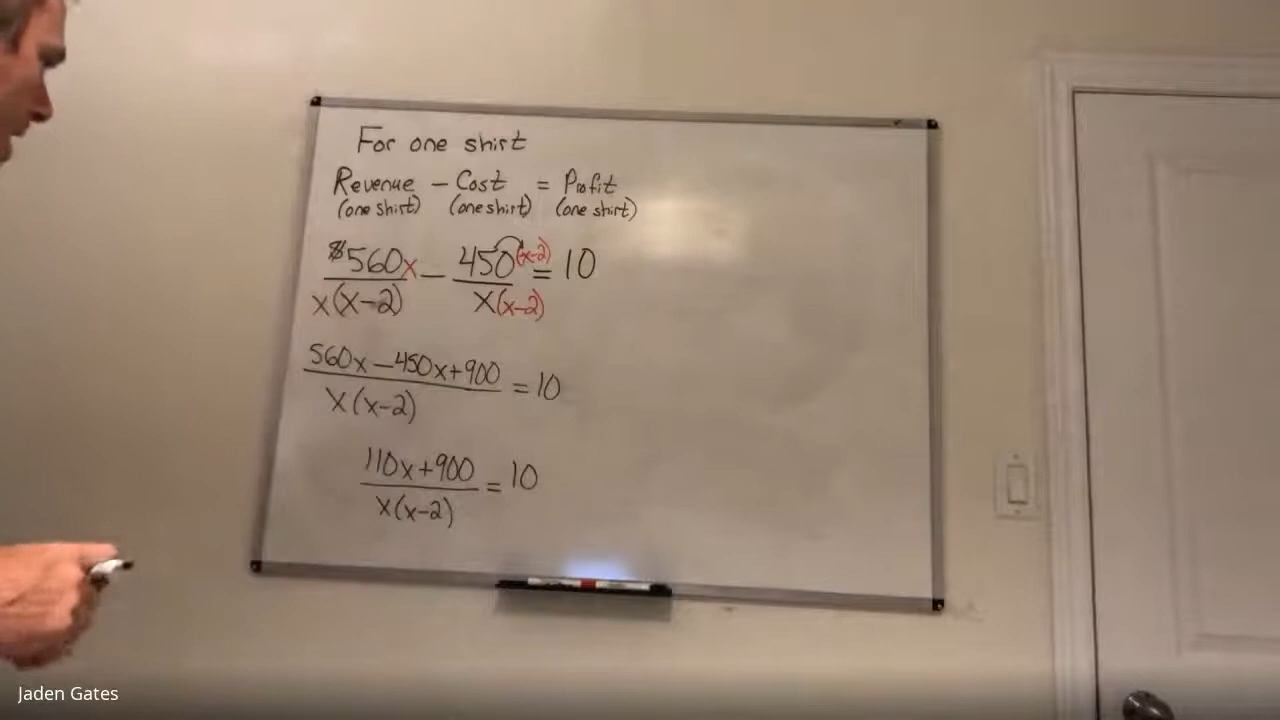 For one shirt
Revenue - Cost = Profit
(one shirt) (one shirt) (one shirt)
$560x - 450(x-2) = 10
x(x-2) x(x-2)
560x - 450x + 900 = 10
x(x-2)
110x + 900 = 10
x(x-2)
Jaden Gates